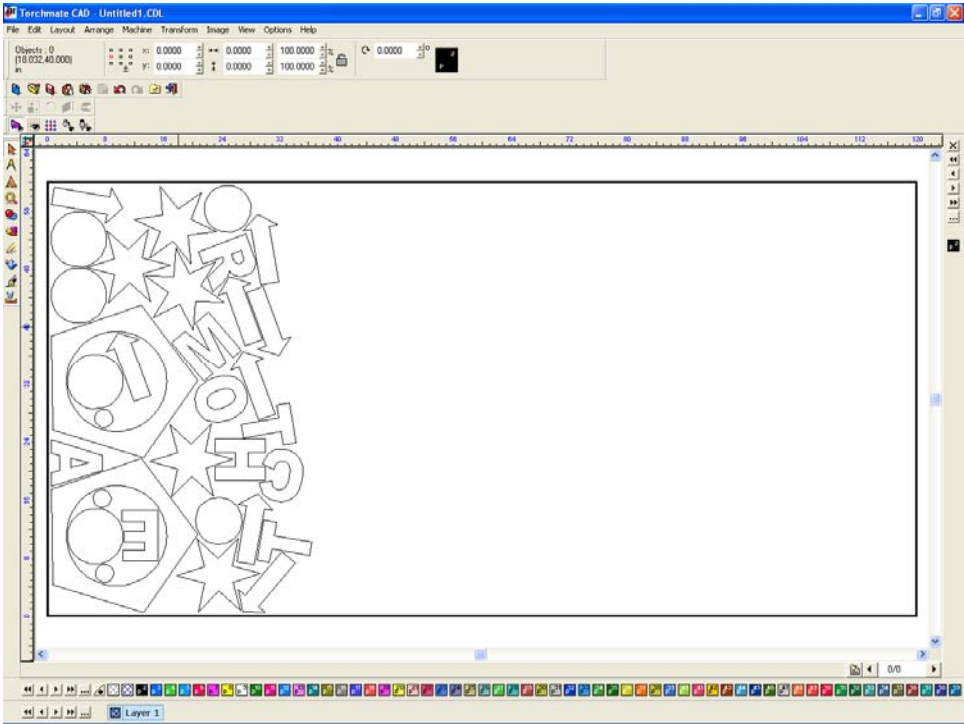 Torchmate CAD - Untitled1.CDL
File Edit Layout Arrange Machine Transform Image View Options Help
Objects : 0 x: 0.0000 0.0000 100.0000 % 0.0000 °
(18.032,40.000) y: 0.0000 0.0000 100.0000 %
in
0 8 16 24 32 40 48 56 64 72 80 88 96 104 112 120
R
M
O
T
H
C
A
E
T
0/0
Layer 1